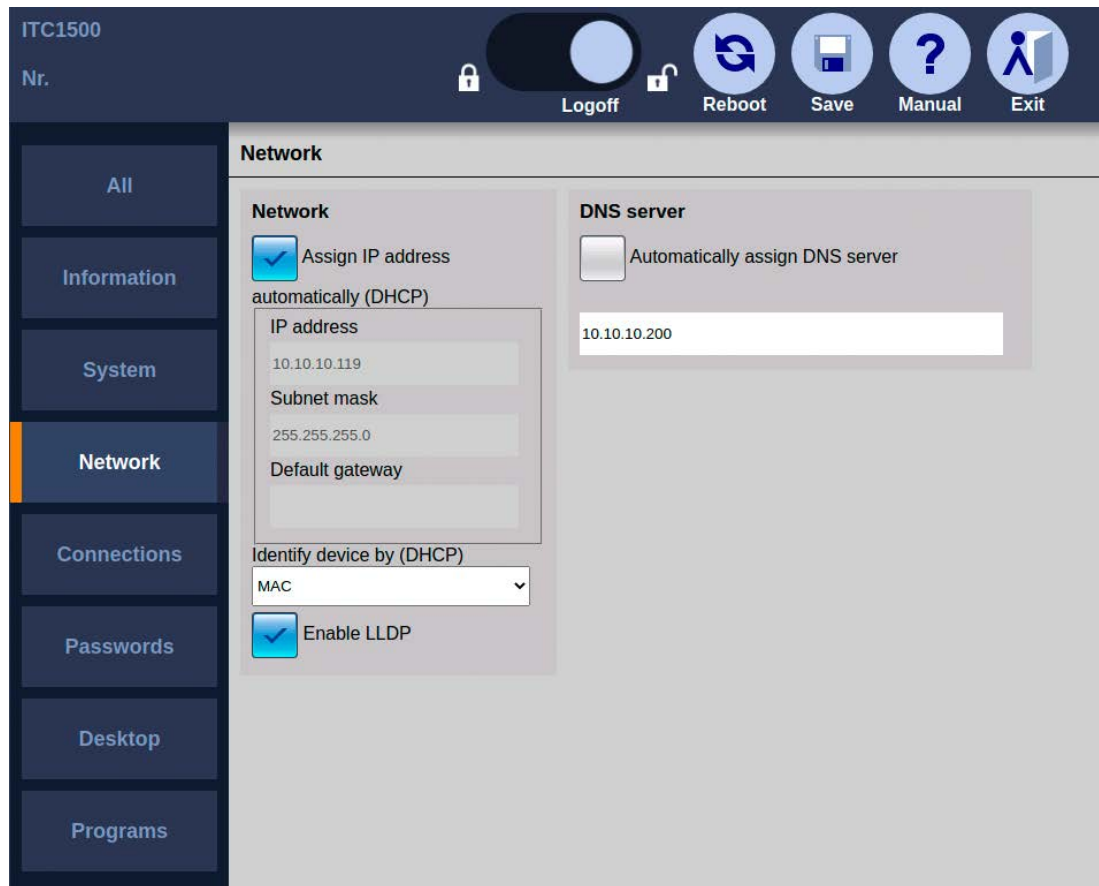 ITC1500
Nr.
Logoff
Reboot
Save
Manual
Exit
All
Information
System
Network
Connections
Passwords
Desktop
Programs
Network
Network
Assign IP address
automatically (DHCP)
IP address
10.10.10.119
Subnet mask
255.255.255.0
Default gateway
Identify device by (DHCP)
MAC
Enable LLDP
DNS server
Automatically assign DNS server
10.10.10.200